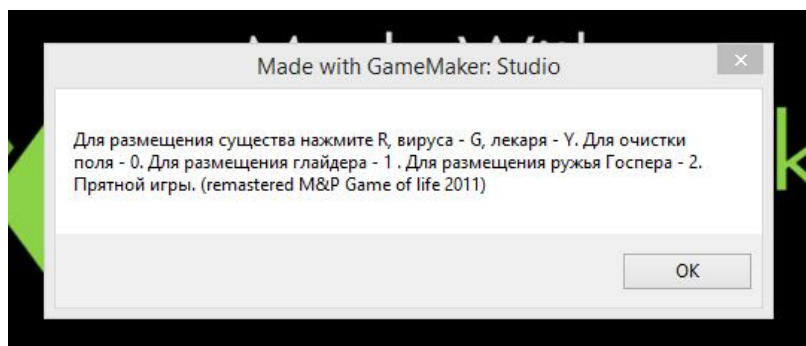 Made with GameMaker: Studio
Для размещения существа нажмите R, вируса - G, лекаря - Y. Для очистки
поля - 0. Для размещения глайдера - 1 . Для размещения ружья Госпера - 2.
Прятной игры. (remastered M&P Game of life 2011)
OK